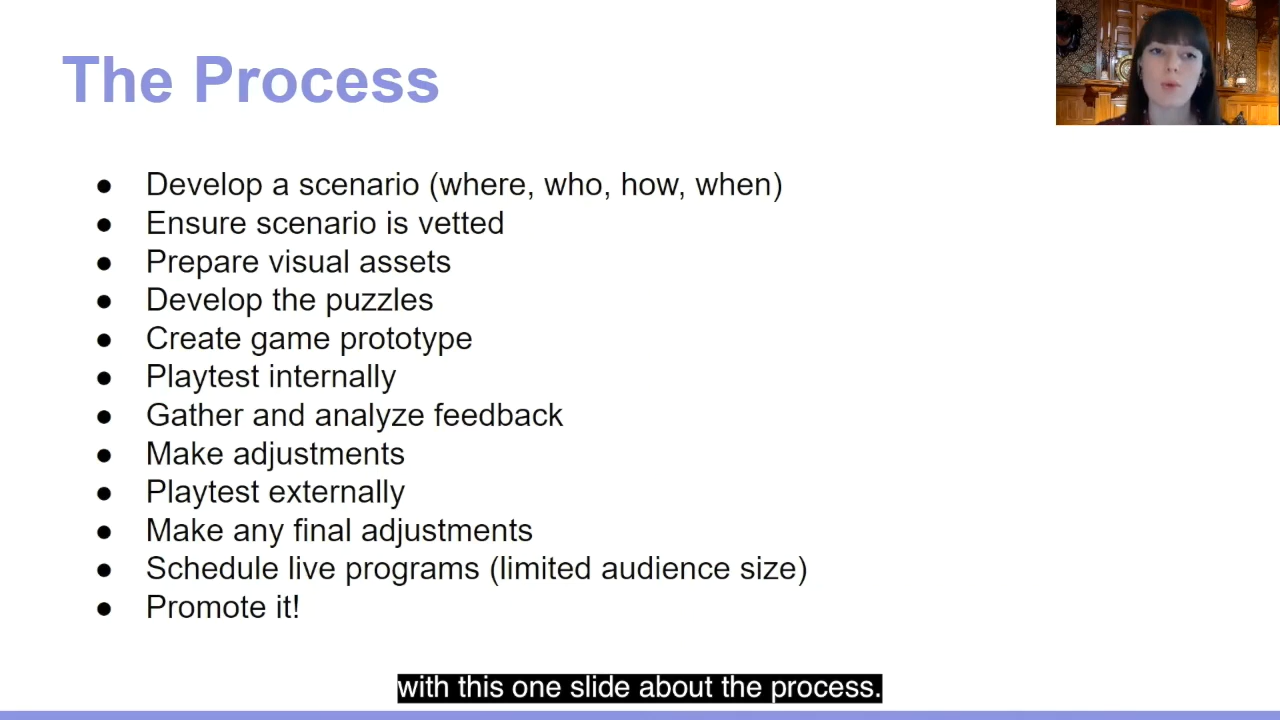 The Process
● Develop a scenario (where, who, how, when)
● Ensure scenario is vetted
● Prepare visual assets
● Develop the puzzles
● Create game prototype
● Playtest internally
● Gather and analyze feedback
● Make adjustments
● Playtest externally
● Make any final adjustments
● Schedule live programs (limited audience size)
● Promote it!
with this one slide about the process.